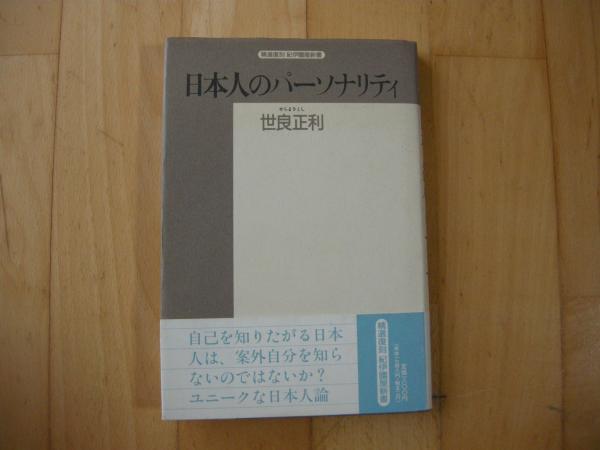 精選復刻 紀伊國屋新書
日本人のパーソナリティ
せらまさとし
世良正利
自己を知りたがる日本
人は、案外自分を知ら
ないのではないか?
ユニークな日本人論
精選復刻 紀伊國屋新書